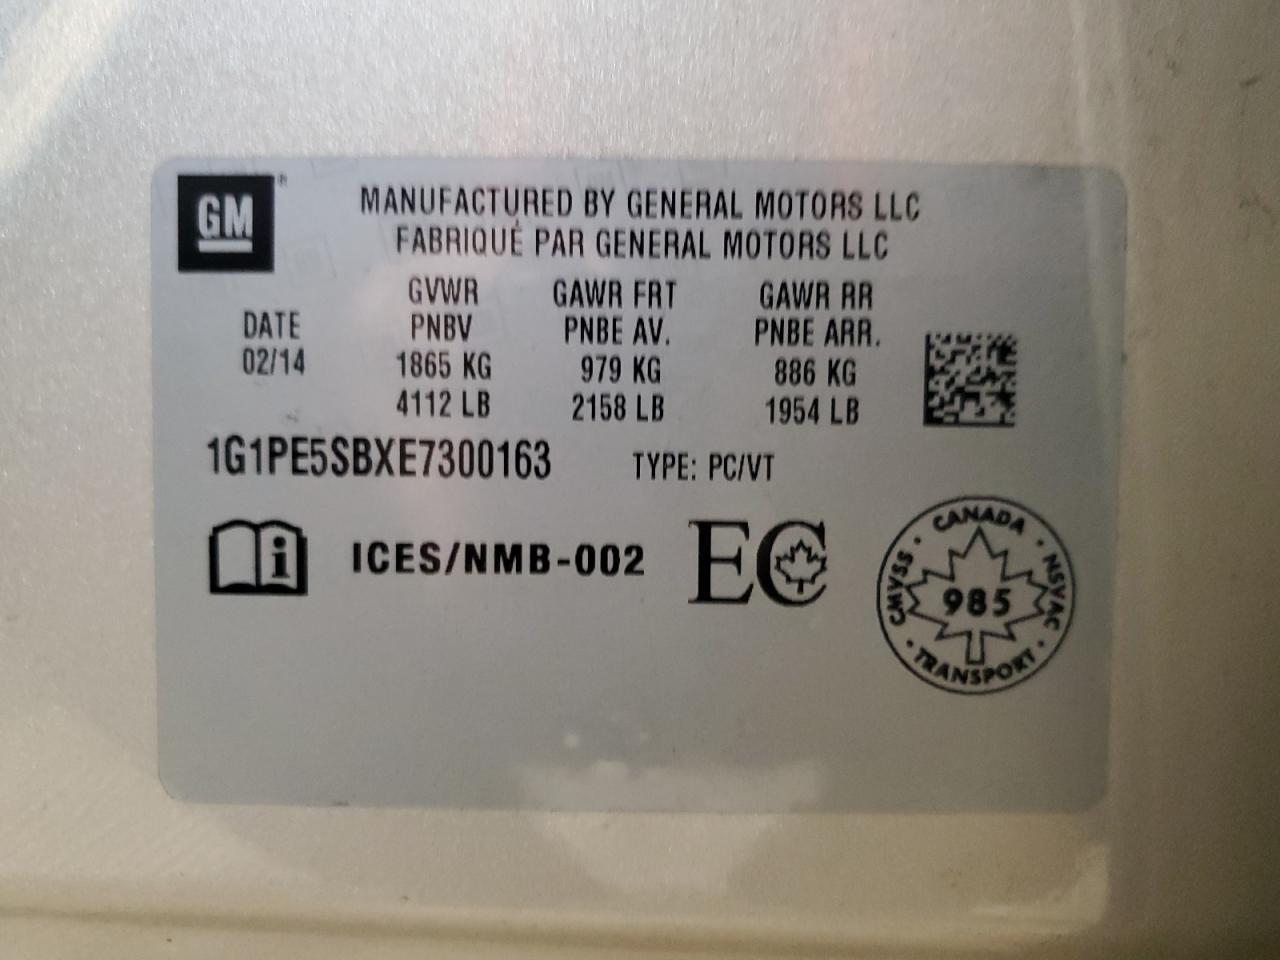 GM
MANUFACTURED BY GENERAL MOTORS LLC
FABRIQUÉ PAR GENERAL MOTORS LLC
DATE
02/14
GVWR
PNBV
1865 KG
4112 LB
GAWR FRT
PNBE AV.
979 KG
2158 LB
GAWR RR
PNBE ARR.
886 KG
1954 LB
1G1PE5SBXE7300163 TYPE: PC/VT
i ICES/NMB-002 EC
CANADA · NSVAC · TRANSPORT · CMVSS ·
985